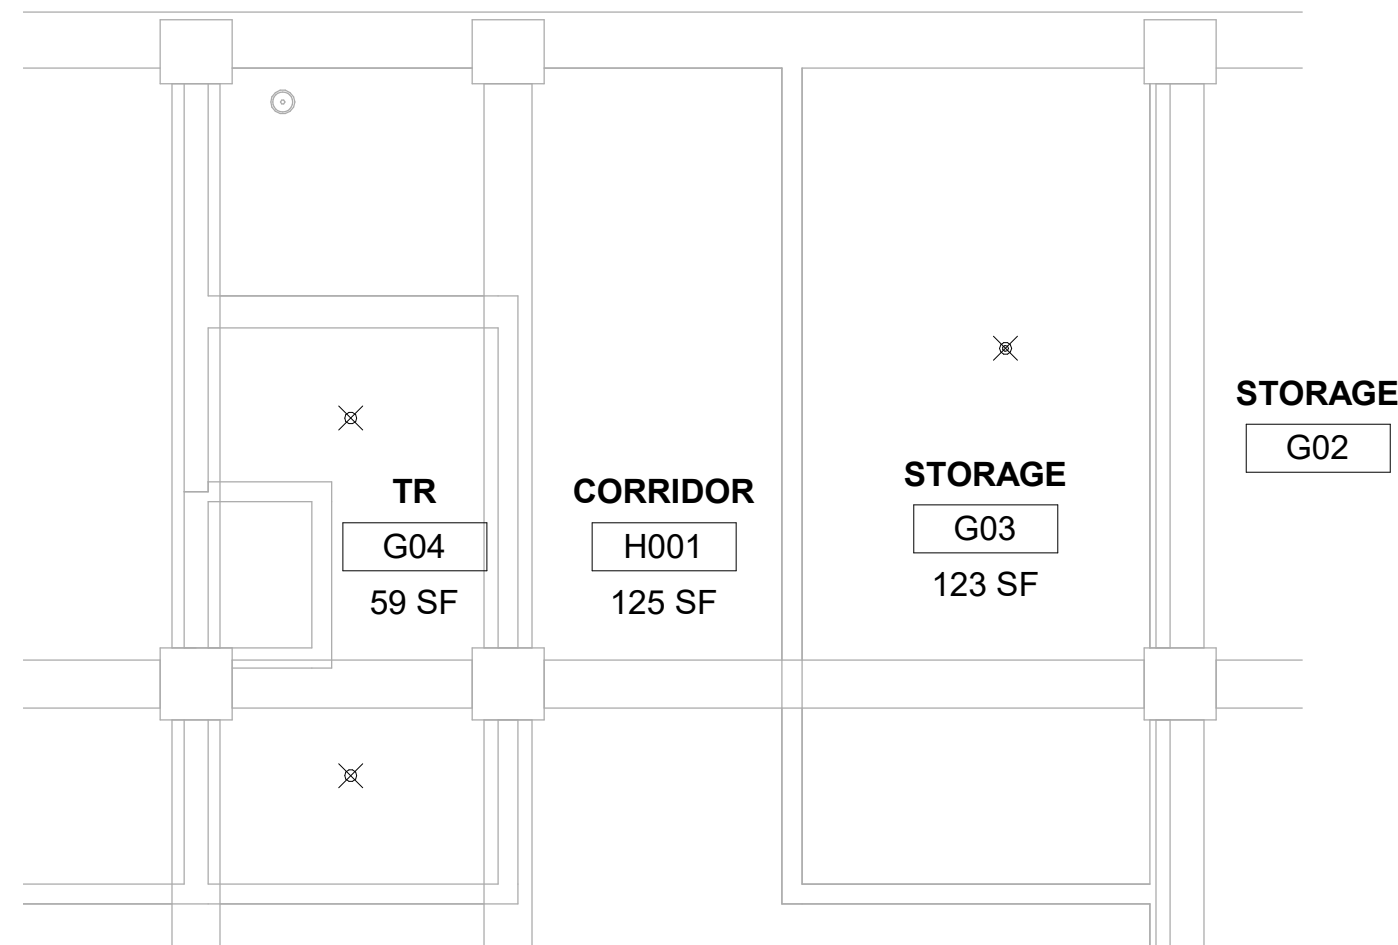 TR
G04
59 SF
CORRIDOR
H001
125 SF
STORAGE
G03
123 SF
STORAGE
G02